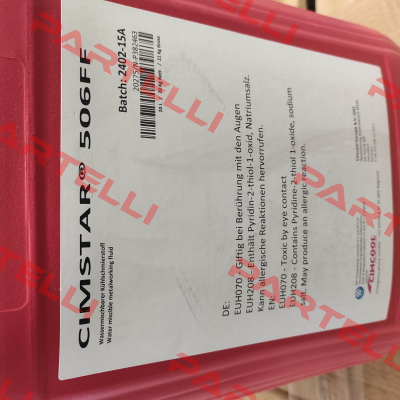 CIMSTAR® 506FF
Wassermischbarer Kühlschmierstoff
Water miscible metalworking fluid
Batch: 2402-15A
20 L
DE:
EUH070 - Giftig bei Berührung mit den Augen
EUH208 - Enthält Pyridin-2-thiol-1-oxid, Natriumsalz.
Kann allergische Reaktionen hervorrufen.
EN:
EUH070 - Toxic by eye contact
EUH208 - Contains Pyridine-2-thiol 1-oxide, sodium
salt. May produce an allergic reaction.
CIMCOOL
PARTELLI